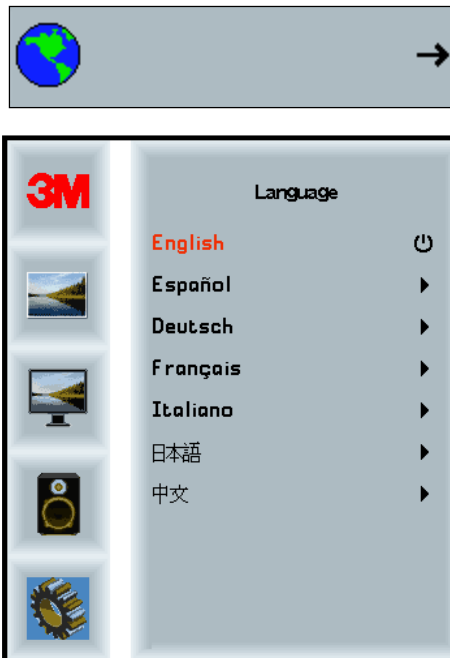 3M
Language
English
Español
Deutsch
Français
Italiano
日本語
中文